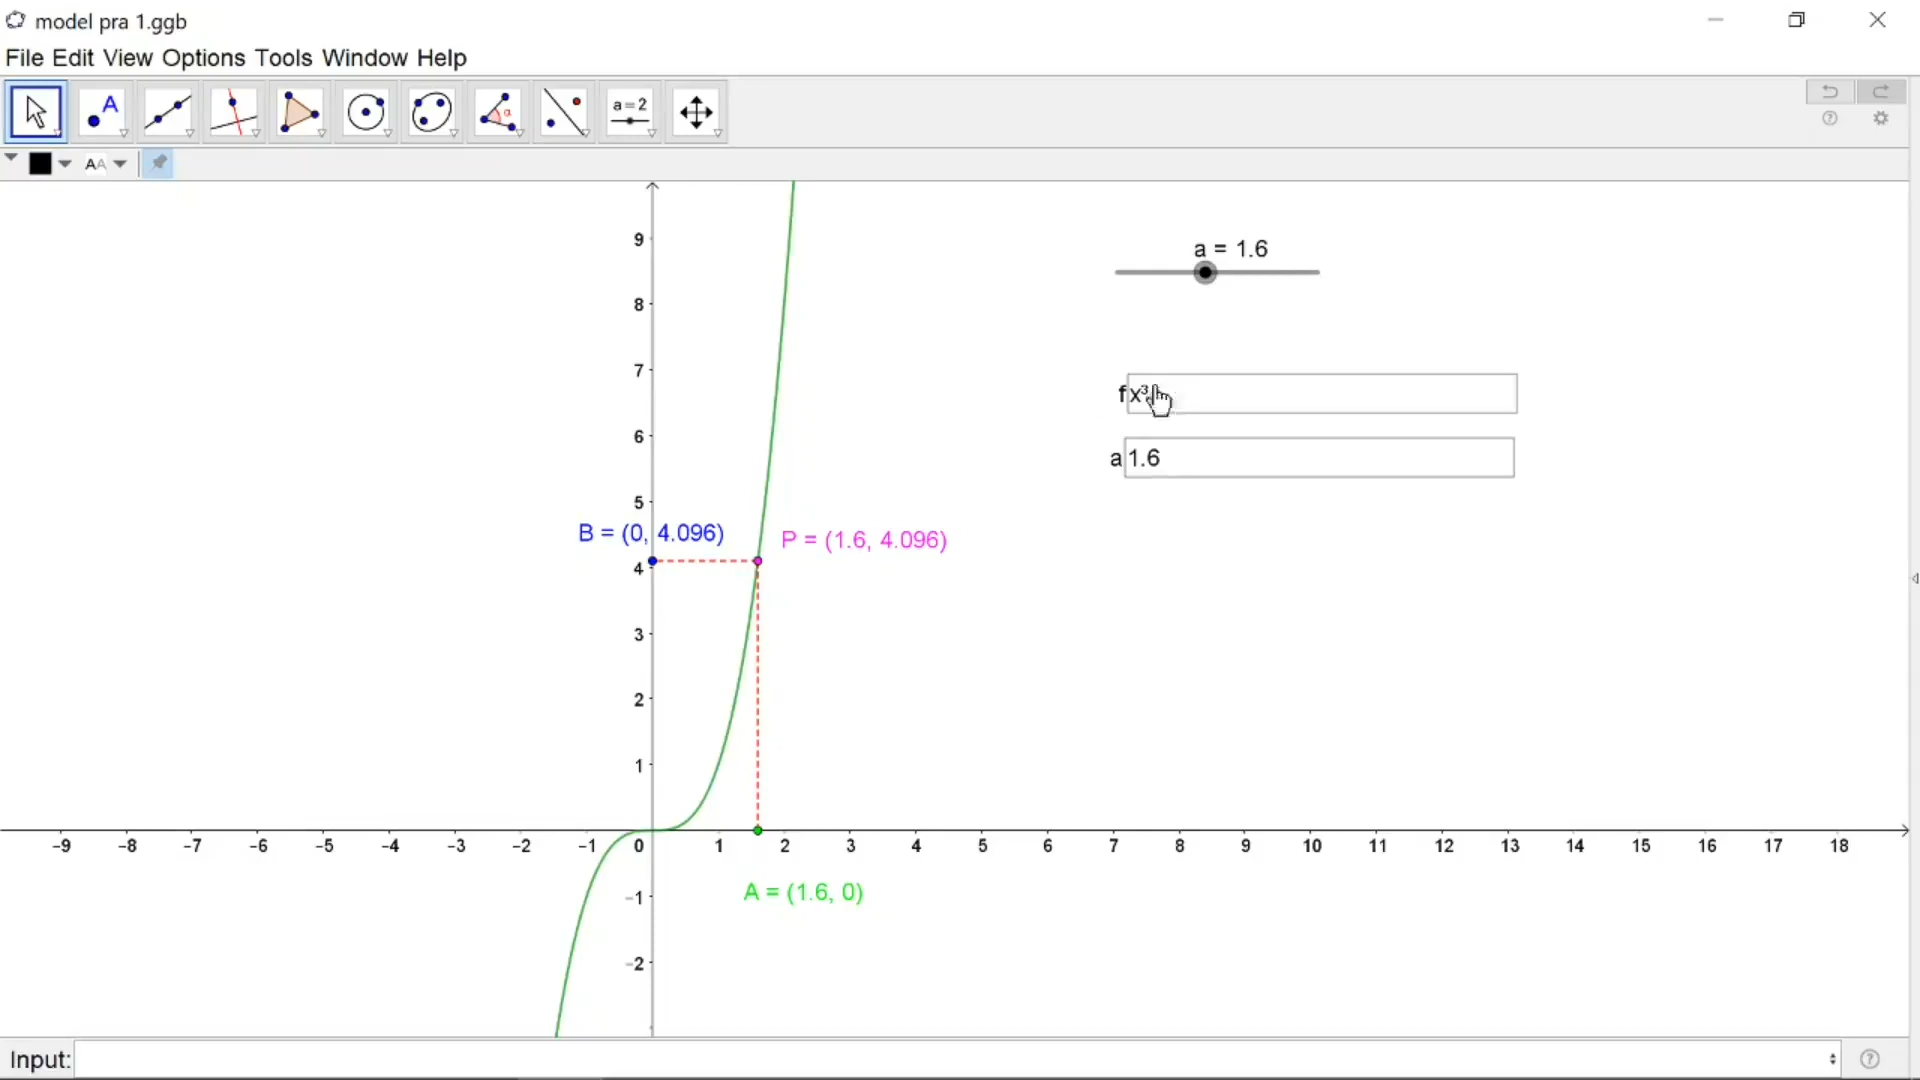 model pra 1.ggb
File Edit View Options Tools Window Help
A
α
a=2
AA
a = 1.6
f x³
a 1.6
B = (0, 4.096)
P = (1.6, 4.096)
A = (1.6, 0)
9
8
7
6
5
4
3
2
1
-9 -8 -7 -6 -5 -4 -3 -2 -1 0 1 2 3 4 5 6 7 8 9 10 11 12 13 14 15 16 17 18
-1
-2
Input: